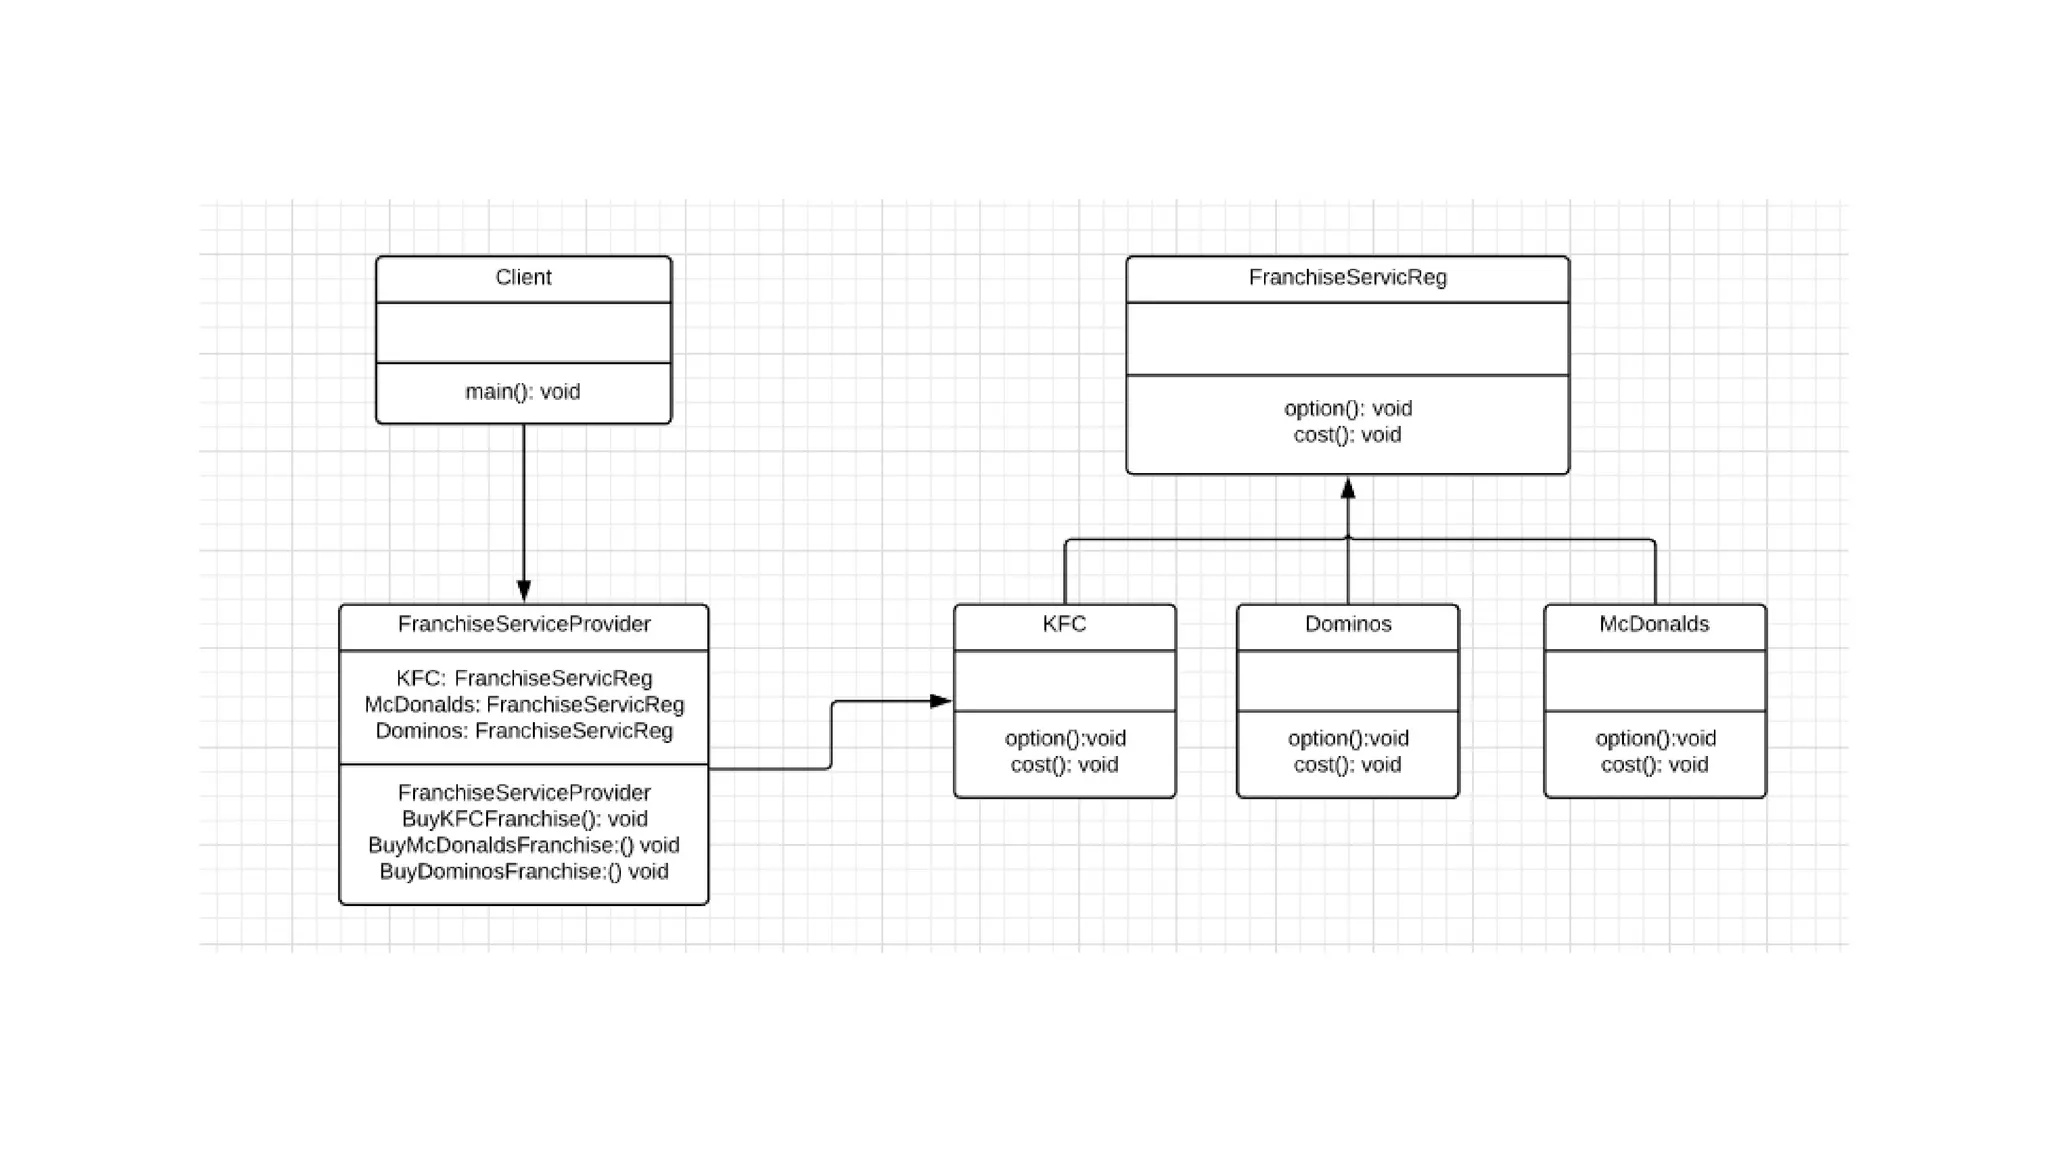 Client
main(): void
FranchiseServicReg
option(): void
cost(): void
FranchiseServiceProvider
KFC: FranchiseServicReg
McDonalds: FranchiseServicReg
Dominos: FranchiseServicReg
FranchiseServiceProvider
BuyKFCFranchise(): void
BuyMcDonaldsFranchise:() void
BuyDominosFranchise:() void
KFC
option():void
cost(): void
Dominos
option():void
cost(): void
McDonalds
option():void
cost(): void